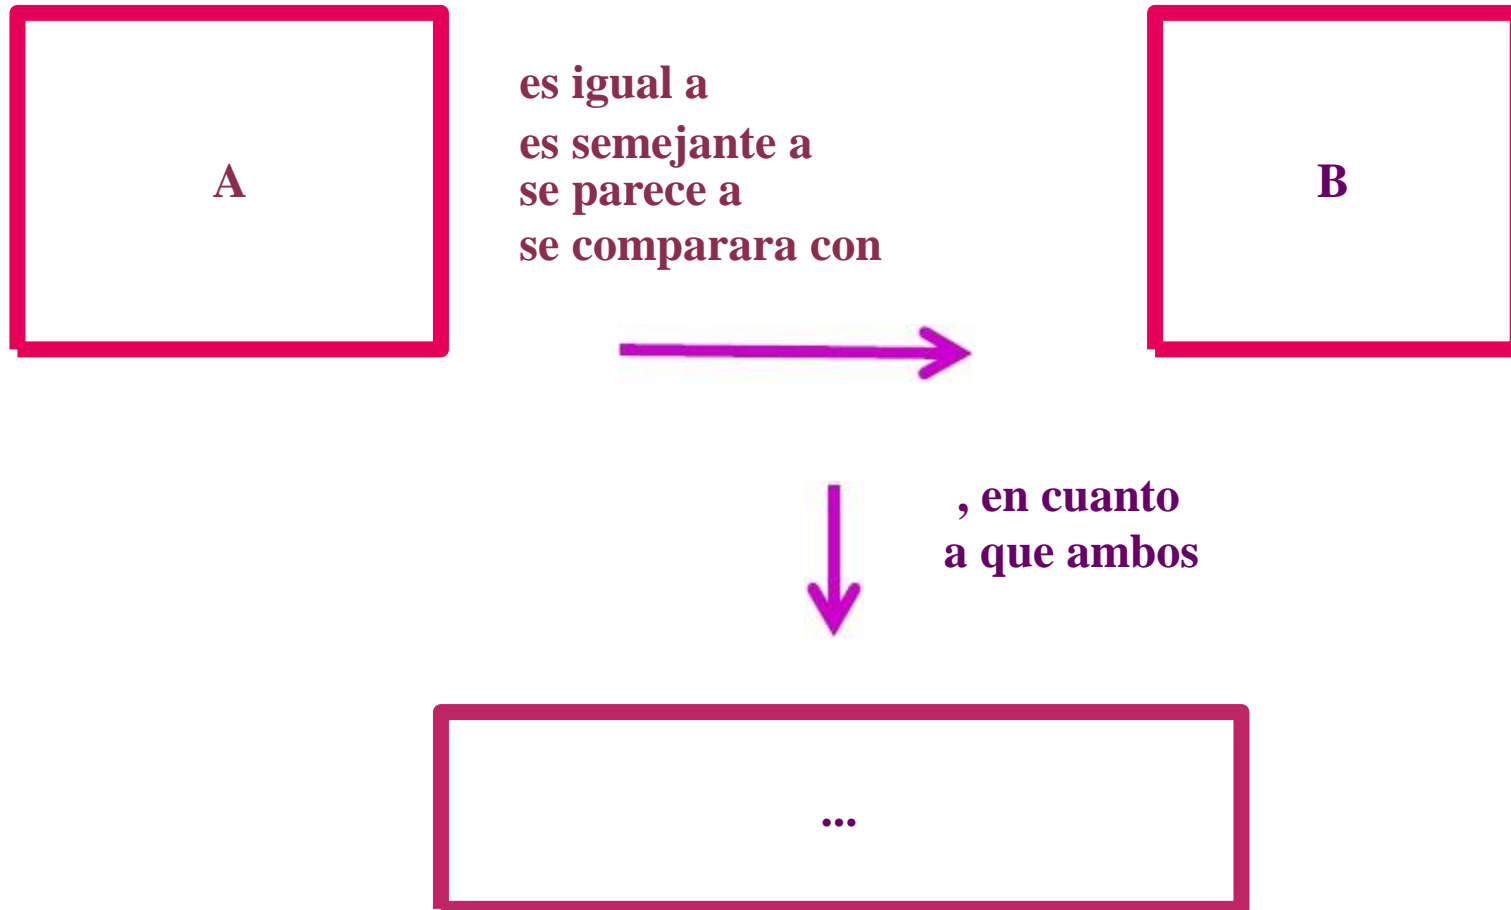 A
es igual a
es semejante a
se parece a
se comparara con
B
, en cuanto
a que ambos
...